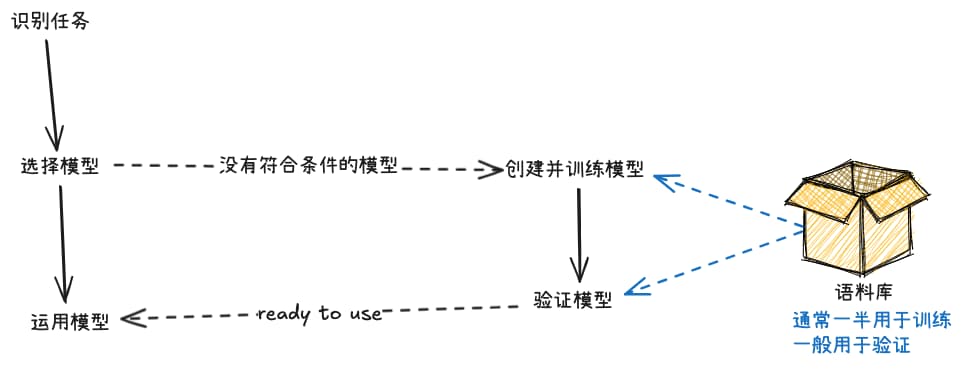 识别任务
选择模型
没有符合条件的模型
创建并训练模型
语料库
验证模型
ready to use
运用模型
通常一半用于训练
一般用于验证